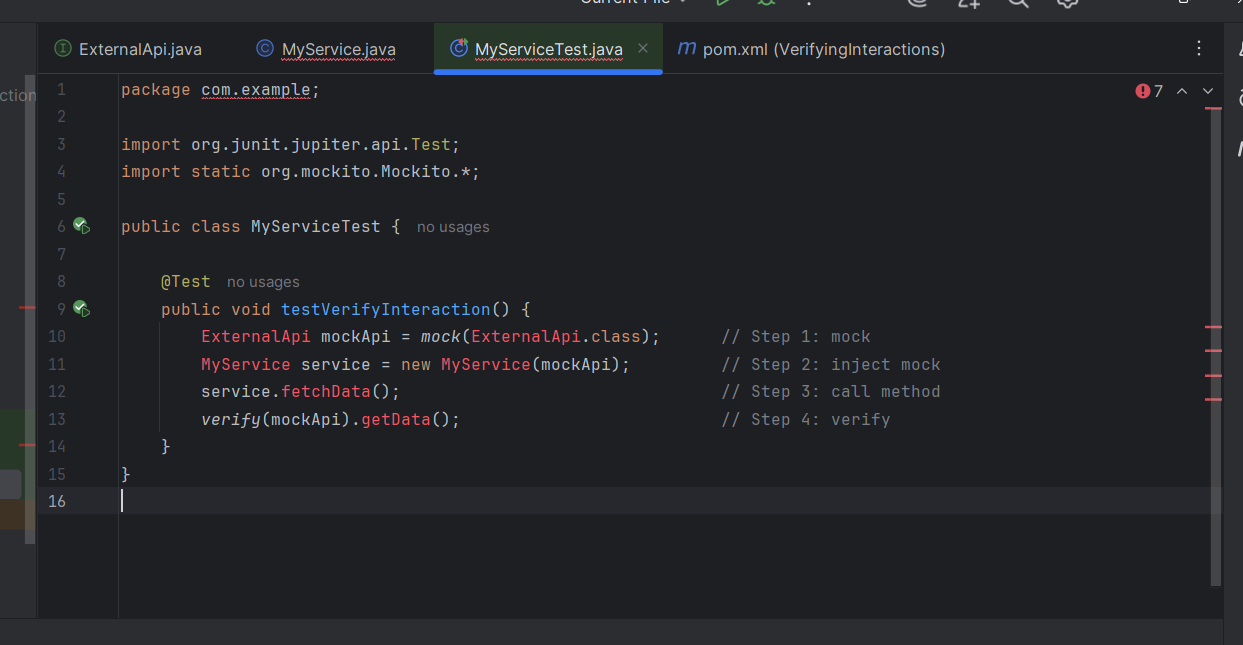 Current File
ExternalApi.java MyService.java MyServiceTest.java pom.xml (VerifyingInteractions)
ction
7
1 package com.example;
2
3 import org.junit.jupiter.api.Test;
4 import static org.mockito.Mockito.*;
5
6 public class MyServiceTest { no usages
7
8 @Test no usages
9 public void testVerifyInteraction() {
10 ExternalApi mockApi = mock(ExternalApi.class); // Step 1: mock
11 MyService service = new MyService(mockApi); // Step 2: inject mock
12 service.fetchData(); // Step 3: call method
13 verify(mockApi).getData(); // Step 4: verify
14 }
15 }
16